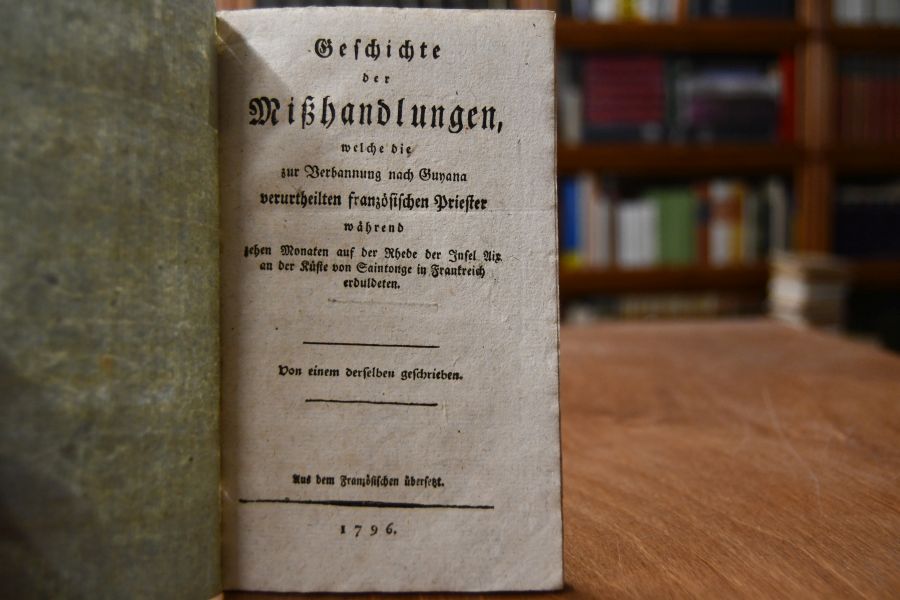 Geschichte
der
Mißhandlungen,
welche die
zur Verbannung nach Guyana
verurtheilten französischen Priester
während
zehen Monaten auf der Rhede der Insel Aix
an der Küste von Saintonge in Frankreich
erduldeten.
Von einem derselben geschrieben.
Aus dem Französischen übersetzt.
1796.